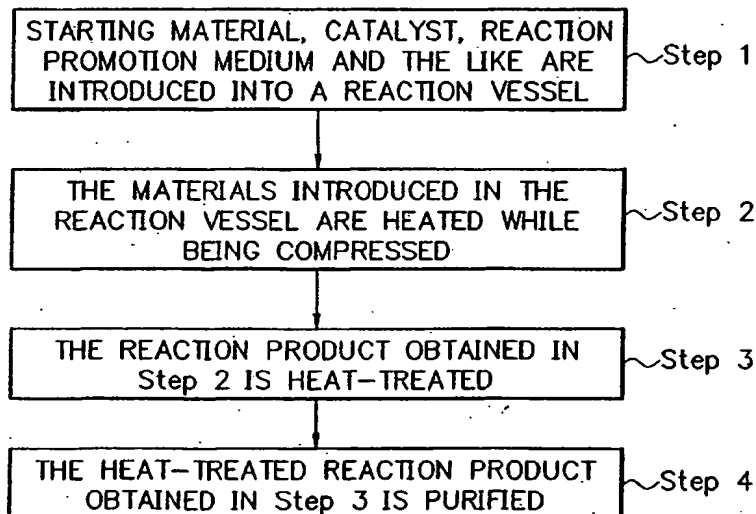 STARTING MATERIAL, CATALYST, REACTION
PROMOTION MEDIUM AND THE LIKE ARE
INTRODUCED INTO A REACTION VESSEL
Step 1
THE MATERIALS INTRODUCED IN THE
REACTION VESSEL ARE HEATED WHILE
BEING COMPRESSED
Step 2
THE REACTION PRODUCT OBTAINED IN
Step 2 IS HEAT-TREATED
Step 3
THE HEAT-TREATED REACTION PRODUCT
OBTAINED IN Step 3 IS PURIFIED
Step 4